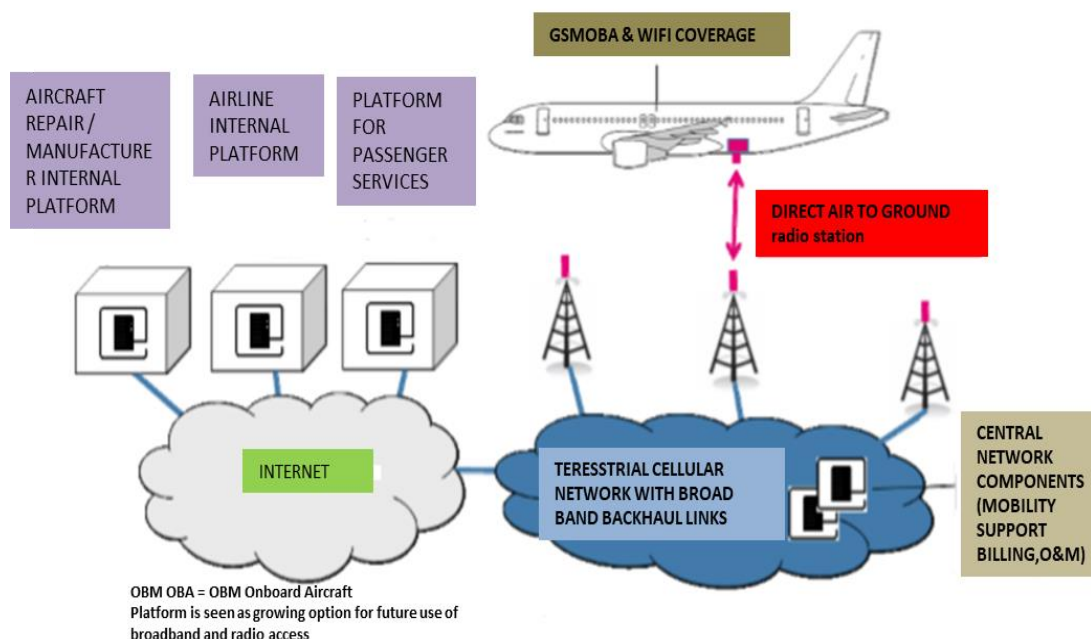 GSMOBA & WIFI COVERAGE
AIRCRAFT
REPAIR /
MANUFACTURE
R INTERNAL
PLATFORM
AIRLINE
INTERNAL
PLATFORM
PLATFORM
FOR
PASSENGER
SERVICES
DIRECT AIR TO GROUND
radio station
INTERNET
TERESSTRIAL CELLULAR
NETWORK WITH BROAD
BAND BACKHAUL LINKS
CENTRAL
NETWORK
COMPONENTS
(MOBILITY
SUPPORT
BILLING,O&M)
OBM OBA = OBM Onboard Aircraft
Platform is seen as growing option for future use of
broadband and radio access